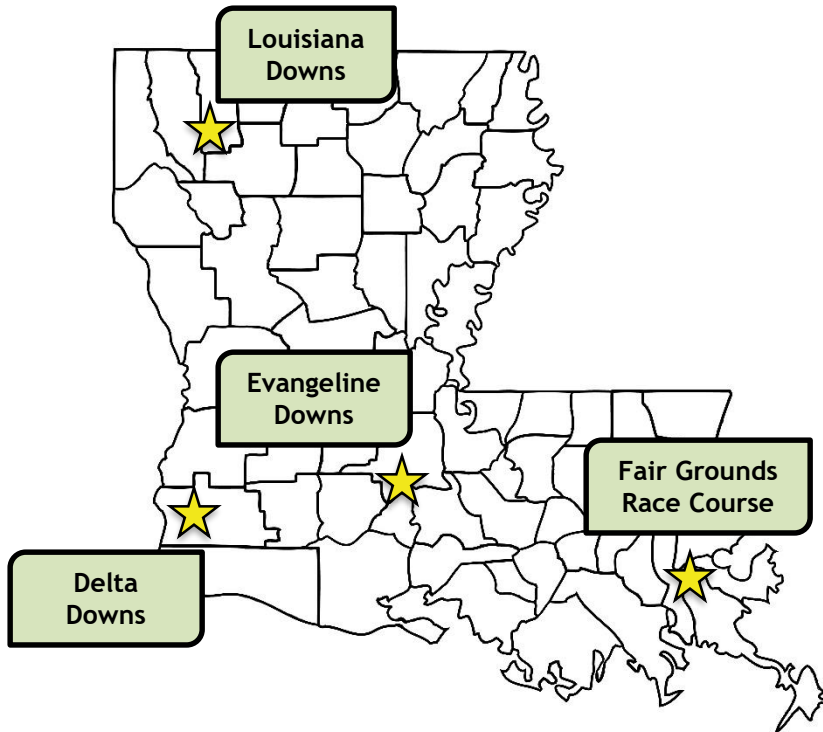 Louisiana
Downs
Evangeline
Downs
Fair Grounds
Race Course
Delta
Downs